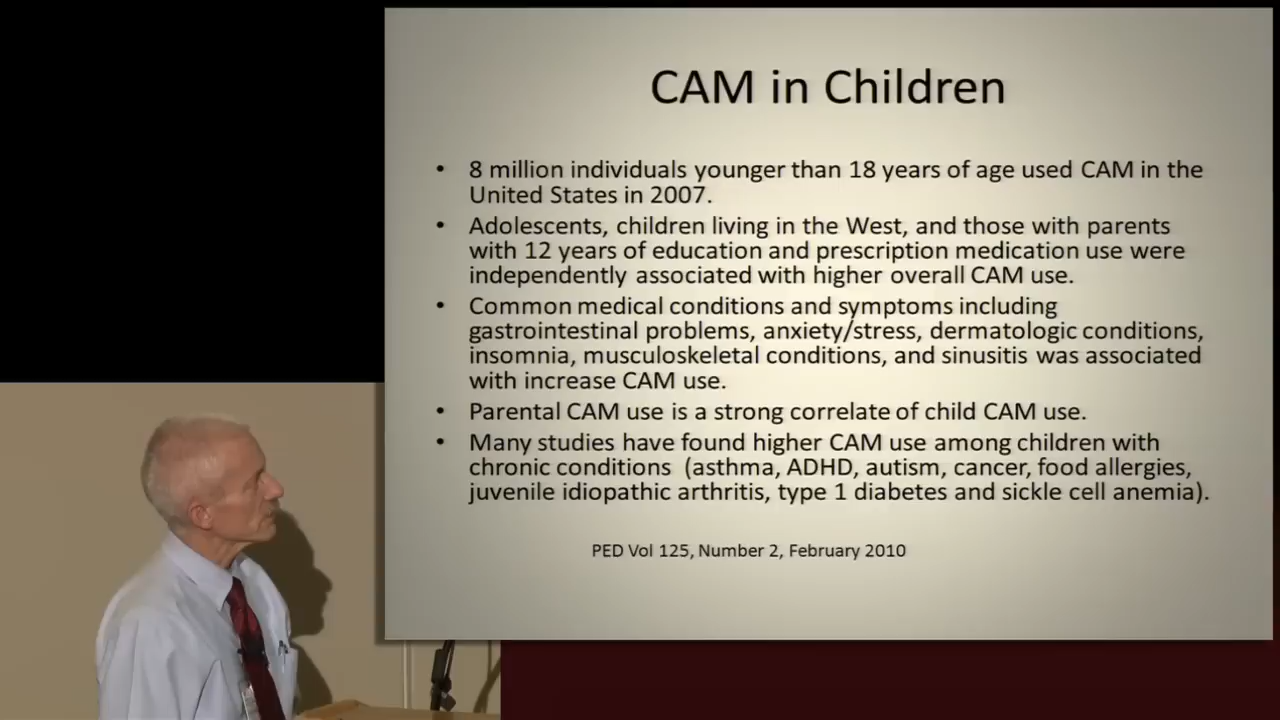 CAM in Children
• 8 million individuals younger than 18 years of age used CAM in the
United States in 2007.
• Adolescents, children living in the West, and those with parents
with 12 years of education and prescription medication use were
independently associated with higher overall CAM use.
• Common medical conditions and symptoms including
gastrointestinal problems, anxiety/stress, dermatologic conditions,
insomnia, musculoskeletal conditions, and sinusitis was associated
with increase CAM use.
• Parental CAM use is a strong correlate of child CAM use.
• Many studies have found higher CAM use among children with
chronic conditions (asthma, ADHD, autism, cancer, food allergies,
juvenile idiopathic arthritis, type 1 diabetes and sickle cell anemia).
PED Vol 125, Number 2, February 2010